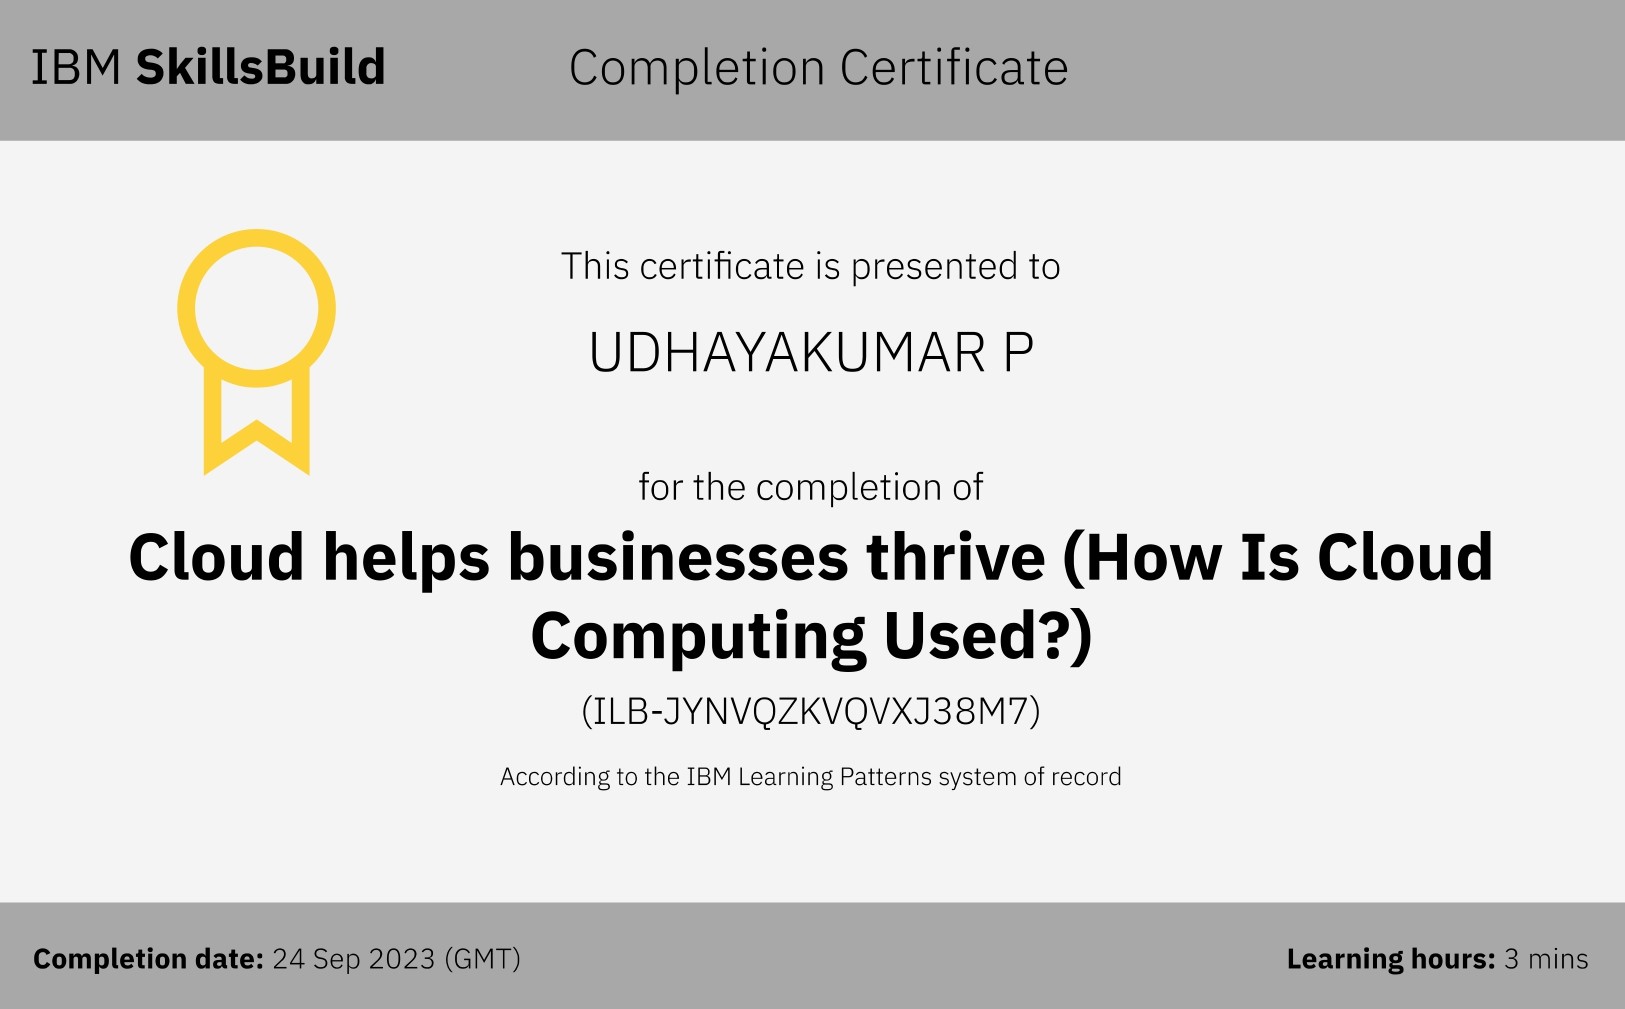 IBM SkillsBuild
Completion Certificate
This certificate is presented to
UDHAYAKUMAR P
for the completion of
Cloud helps businesses thrive (How Is Cloud
Computing Used?)
(ILB-JYNVQZKVQVXJ38M7)
According to the IBM Learning Patterns system of record
Completion date: 24 Sep 2023 (GMT)
Learning hours: 3 mins